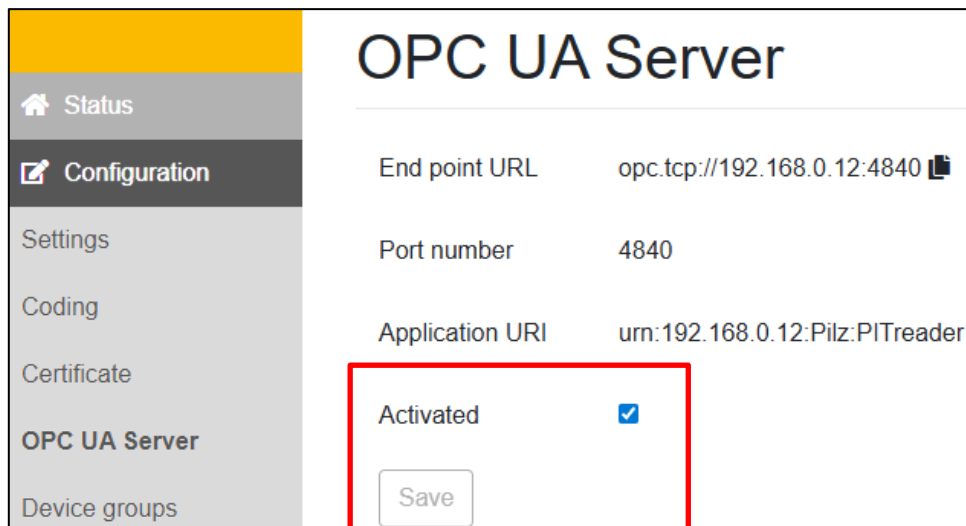 OPC UA Server
Status
Configuration
Settings
Coding
Certificate
OPC UA Server
Device groups
End point URL opc.tcp://192.168.0.12:4840
Port number 4840
Application URI urn:192.168.0.12:Pilz:PITreader
Activated
Save